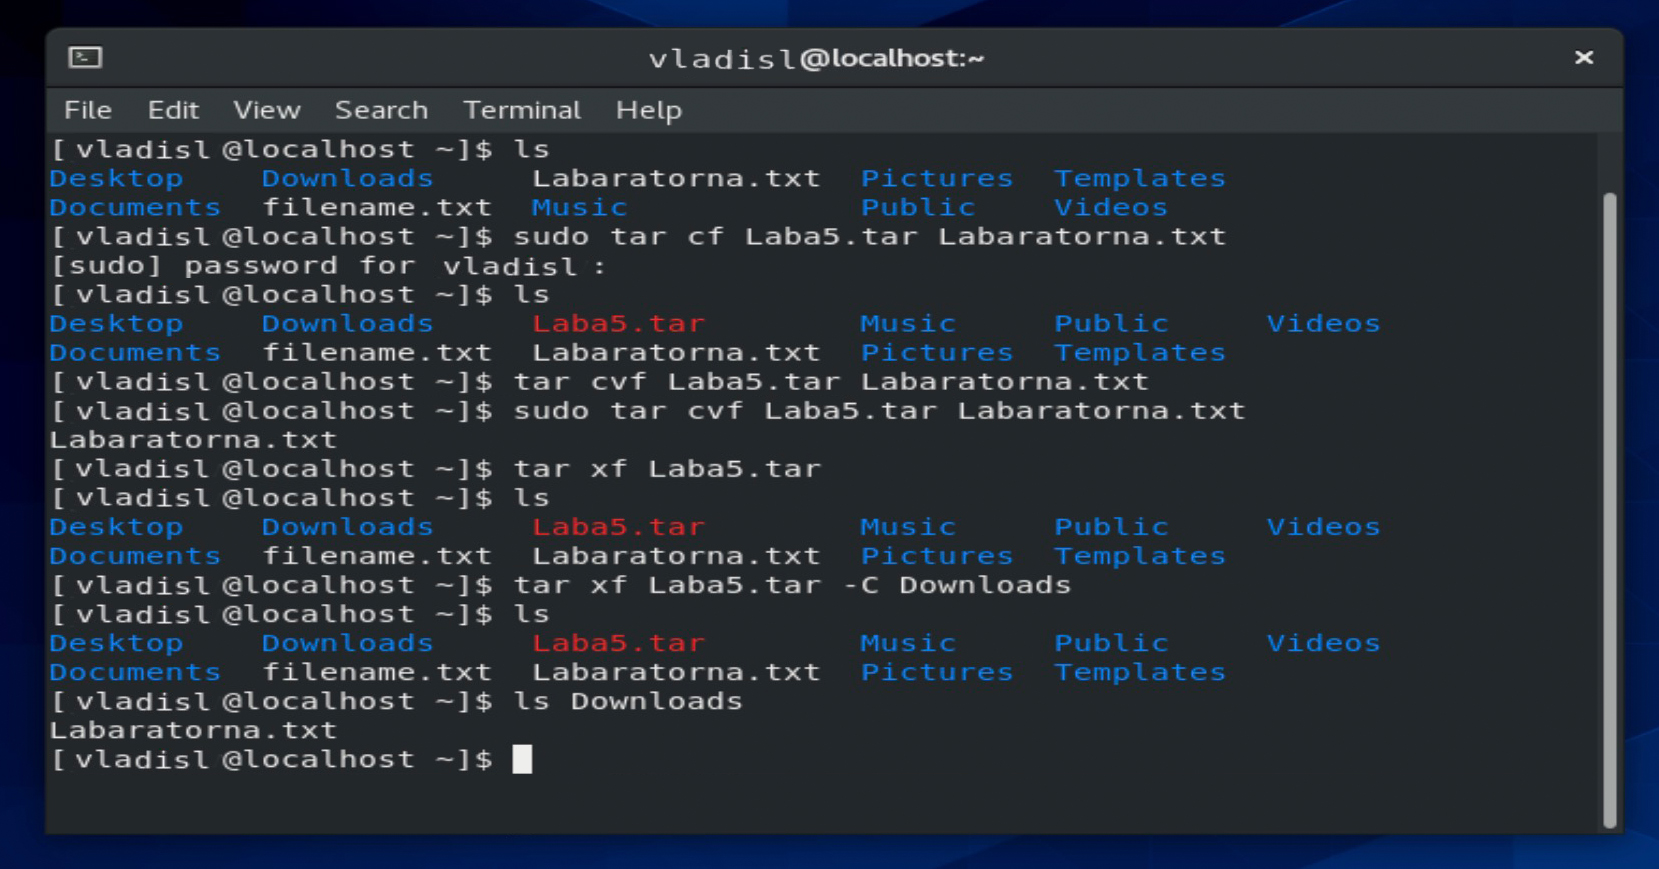 vladisl@localhost:~
File Edit View Search Terminal Help
[vladisl@localhost ~]$ ls
Desktop Downloads Labaratorna.txt Pictures Templates
Documents filename.txt Music Public Videos
[vladisl@localhost ~]$ sudo tar cf Laba5.tar Labaratorna.txt
[sudo] password for vladisl:
[vladisl@localhost ~]$ ls
Desktop Downloads Laba5.tar Music Public Videos
Documents filename.txt Labaratorna.txt Pictures Templates
[vladisl@localhost ~]$ tar cvf Laba5.tar Labaratorna.txt
[vladisl@localhost ~]$ sudo tar cvf Laba5.tar Labaratorna.txt
Labaratorna.txt
[vladisl@localhost ~]$ tar xf Laba5.tar
[vladisl@localhost ~]$ ls
Desktop Downloads Laba5.tar Music Public Videos
Documents filename.txt Labaratorna.txt Pictures Templates
[vladisl@localhost ~]$ tar xf Laba5.tar -C Downloads
[vladisl@localhost ~]$ ls
Desktop Downloads Laba5.tar Music Public Videos
Documents filename.txt Labaratorna.txt Pictures Templates
[vladisl@localhost ~]$ ls Downloads
Labaratorna.txt
[vladisl@localhost ~]$